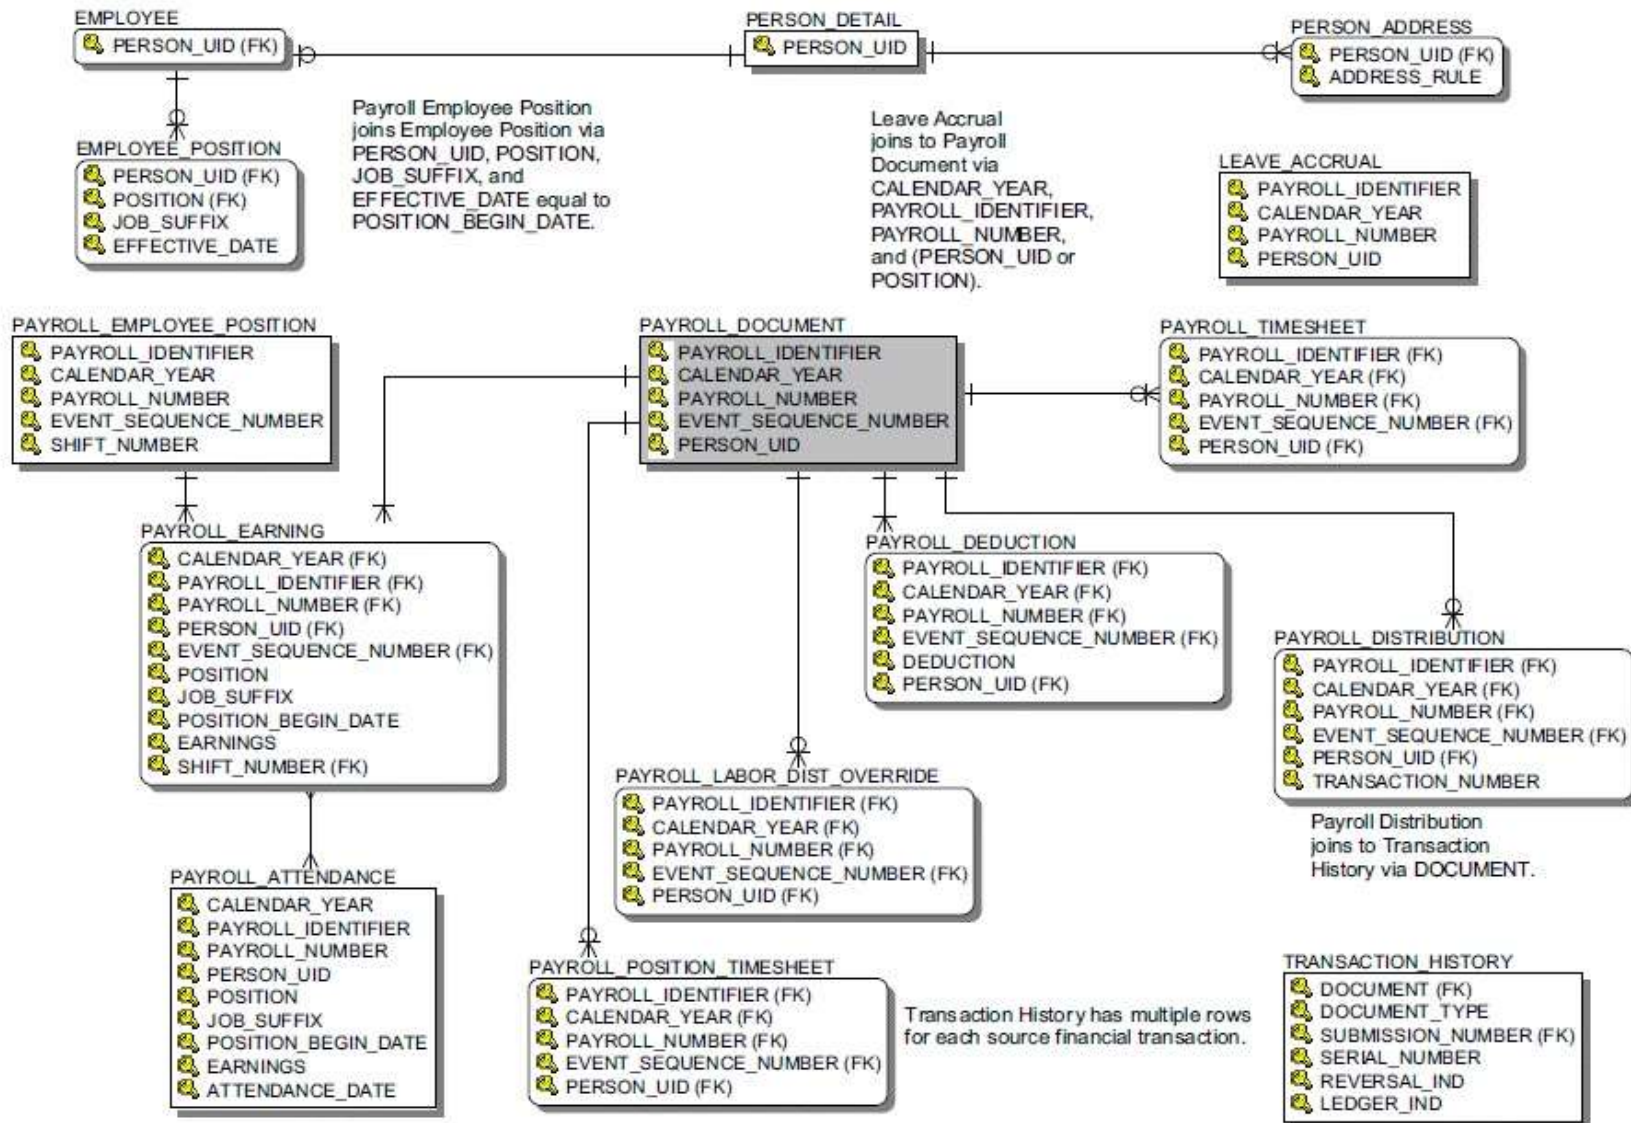 EMPLOYEE
PERSON_UID (FK)
PERSON_DETAIL
PERSON_UID
PERSON_ADDRESS
PERSON_UID (FK)
ADDRESS_RULE
EMPLOYEE_POSITION
PERSON_UID (FK)
POSITION (FK)
JOB_SUFFIX
EFFECTIVE_DATE
Payroll Employee Position
joins Employee Position via
PERSON_UID, POSITION,
JOB_SUFFIX, and
EFFECTIVE_DATE equal to
POSITION_BEGIN_DATE.
Leave Accrual
joins to Payroll
Document via
CALENDAR_YEAR,
PAYROLL_IDENTIFIER,
PAYROLL_NUMBER,
and (PERSON_UID or
POSITION).
LEAVE_ACCRUAL
PAYROLL_IDENTIFIER
CALENDAR_YEAR
PAYROLL_NUMBER
PERSON_UID
PAYROLL_EMPLOYEE_POSITION
PAYROLL_IDENTIFIER
CALENDAR_YEAR
PAYROLL_NUMBER
EVENT_SEQUENCE_NUMBER
SHIFT_NUMBER
PAYROLL_DOCUMENT
PAYROLL_IDENTIFIER
CALENDAR_YEAR
PAYROLL_NUMBER
EVENT_SEQUENCE_NUMBER
PERSON_UID
PAYROLL_TIMESHEET
PAYROLL_IDENTIFIER (FK)
CALENDAR_YEAR (FK)
PAYROLL_NUMBER (FK)
EVENT_SEQUENCE_NUMBER (FK)
PERSON_UID (FK)
PAYROLL_EARNING
CALENDAR_YEAR (FK)
PAYROLL_IDENTIFIER (FK)
PAYROLL_NUMBER (FK)
PERSON_UID (FK)
EVENT_SEQUENCE_NUMBER (FK)
POSITION
JOB_SUFFIX
POSITION_BEGIN_DATE
EARNINGS
SHIFT_NUMBER (FK)
PAYROLL_DEDUCTION
PAYROLL_IDENTIFIER (FK)
CALENDAR_YEAR (FK)
PAYROLL_NUMBER (FK)
EVENT_SEQUENCE_NUMBER (FK)
DEDUCTION
PERSON_UID (FK)
PAYROLL_DISTRIBUTION
PAYROLL_IDENTIFIER (FK)
CALENDAR_YEAR (FK)
PAYROLL_NUMBER (FK)
EVENT_SEQUENCE_NUMBER (FK)
PERSON_UID (FK)
TRANSACTION_NUMBER
Payroll Distribution
joins to Transaction
History via DOCUMENT.
PAYROLL_LABOR_DIST_OVERRIDE
PAYROLL_IDENTIFIER (FK)
CALENDAR_YEAR (FK)
PAYROLL_NUMBER (FK)
EVENT_SEQUENCE_NUMBER (FK)
PERSON_UID (FK)
PAYROLL_ATTENDANCE
CALENDAR_YEAR
PAYROLL_IDENTIFIER
PAYROLL_NUMBER
PERSON_UID
POSITION
JOB_SUFFIX
POSITION_BEGIN_DATE
EARNINGS
ATTENDANCE_DATE
PAYROLL_POSITION_TIMESHEET
PAYROLL_IDENTIFIER (FK)
CALENDAR_YEAR (FK)
PAYROLL_NUMBER (FK)
EVENT_SEQUENCE_NUMBER (FK)
PERSON_UID (FK)
Transaction History has multiple rows
for each source financial transaction.
TRANSACTION_HISTORY
DOCUMENT (FK)
DOCUMENT_TYPE
SUBMISSION_NUMBER (FK)
SERIAL_NUMBER
REVERSAL_IND
LEDGER_IND